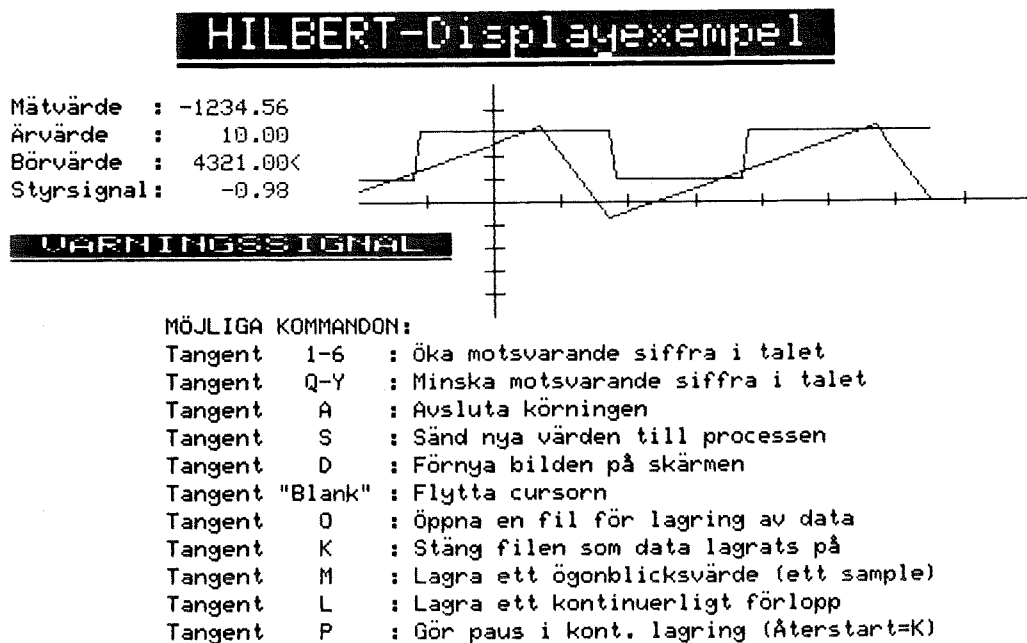 HILBERT-Displayexempel
Mätvärde : -1234.56
Ärvärde : 10.00
Börvärde : 4321.00<
Styrsignal: -0.98
VARNINGSSIGNAL
MÖJLIGA KOMMANDON:
Tangent 1-6 : Öka motsvarande siffra i talet
Tangent Q-Y : Minska motsvarande siffra i talet
Tangent A : Avsluta körningen
Tangent S : Sänd nya värden till processen
Tangent D : Förnya bilden på skärmen
Tangent "Blank" : Flytta cursorn
Tangent O : Öppna en fil för lagring av data
Tangent K : Stäng filen som data lagrats på
Tangent M : Lagra ett ögonblicksvärde (ett sample)
Tangent L : Lagra ett kontinuerligt förlopp
Tangent P : Gör paus i kont. lagring (Återstart=K)